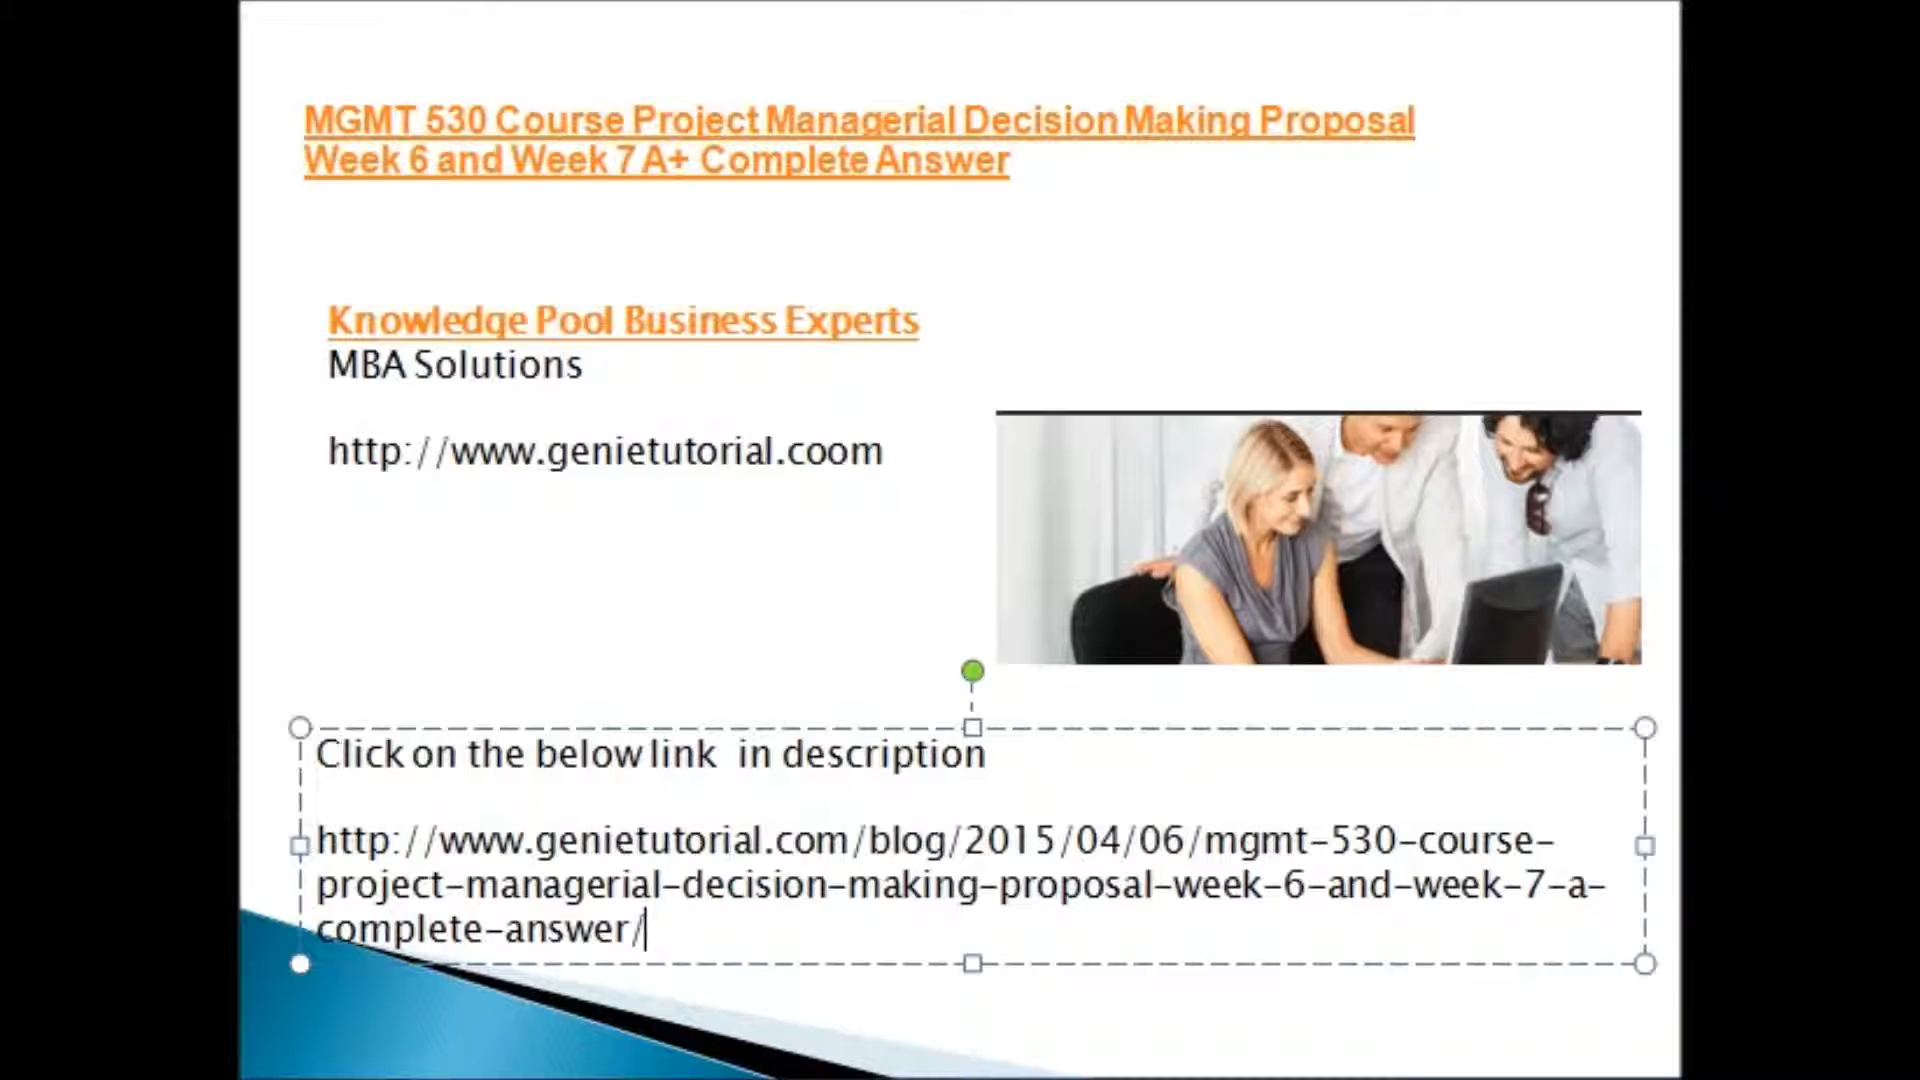 MGMT 530 Course Project Managerial Decision Making Proposal
Week 6 and Week 7 A+ Complete Answer
Knowledge Pool Business Experts
MBA Solutions
http://www.genietutorial.coom
Click on the below link  in description
http://www.genietutorial.com/blog/2015/04/06/mgmt-530-course-
project-managerial-decision-making-proposal-week-6-and-week-7-a-
complete-answer/